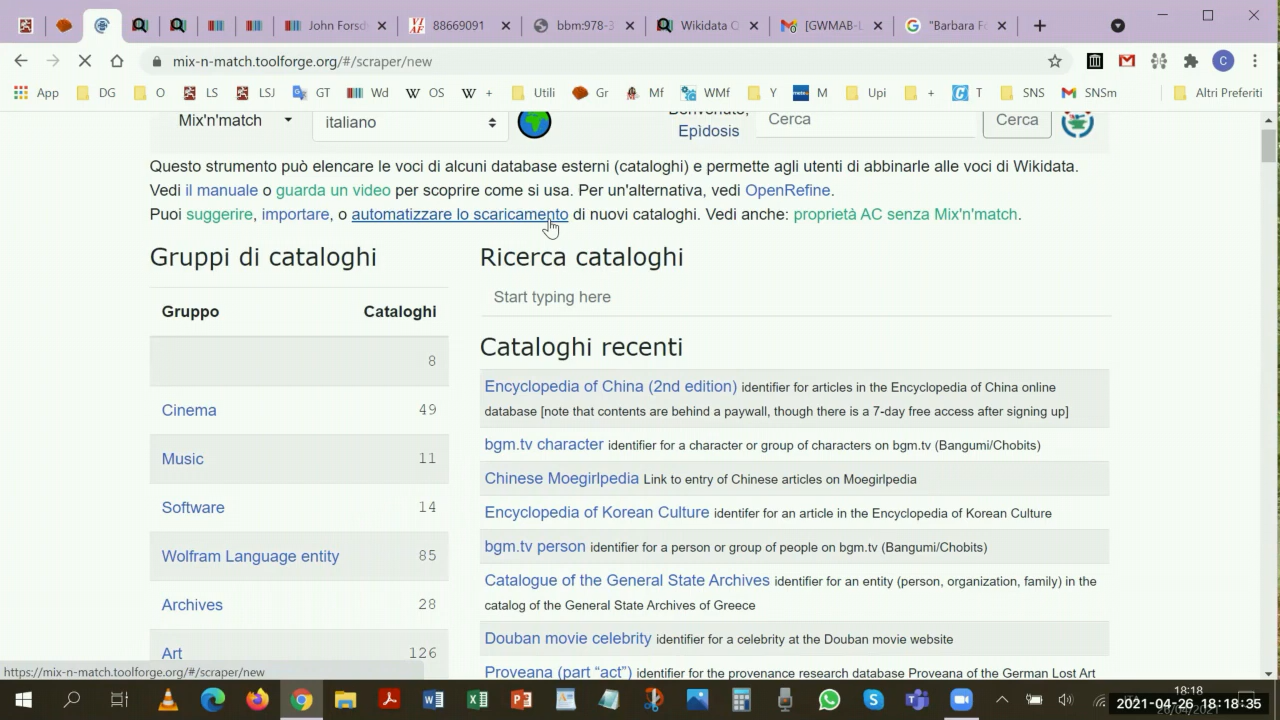 John Forsd
88669091
bbm:978-3
Wikidata Q
[GWMAB-L
"Barbara Fo
mix-n-match.toolforge.org/#/scraper/new
C
App
DG
O
LS
LSJ
GT
Wd
OS
+
Utili
Gr
Mf
WMf
Y
M
Upi
+
T
SNS
SNSm
Altri Preferiti
Mix'n'match
italiano
Benvenuto,
Epìdosis
Cerca
Cerca
Questo strumento può elencare le voci di alcuni database esterni (cataloghi) e permette agli utenti di abbinarle alle voci di Wikidata.
Vedi il manuale o guarda un video per scoprire come si usa. Per un'alternativa, vedi OpenRefine.
Puoi suggerire, importare, o automatizzare lo scaricamento di nuovi cataloghi. Vedi anche: proprietà AC senza Mix'n'match.
Gruppi di cataloghi
Gruppo Cataloghi
8
Cinema 49
Music 11
Software 14
Wolfram Language entity 85
Archives 28
Art 126
Ricerca cataloghi
Start typing here
Cataloghi recenti
Encyclopedia of China (2nd edition) identifier for articles in the Encyclopedia of China online
database [note that contents are behind a paywall, though there is a 7-day free access after signing up]
bgm.tv character identifier for a character or group of characters on bgm.tv (Bangumi/Chobits)
Chinese Moegirlpedia Link to entry of Chinese articles on Moegirlpedia
Encyclopedia of Korean Culture identifer for an article in the Encyclopedia of Korean Culture
bgm.tv person identifier for a person or group of people on bgm.tv (Bangumi/Chobits)
Catalogue of the General State Archives identifier for an entity (person, organization, family) in the
catalog of the General State Archives of Greece
Douban movie celebrity identifier for a celebrity at the Douban movie website
Proveana (part “act”) identifier for the provenance research database Proveana of the German Lost Art
https://mix-n-match.toolforge.org/#/scraper/new
18:18
2021-04-26 18:18:35